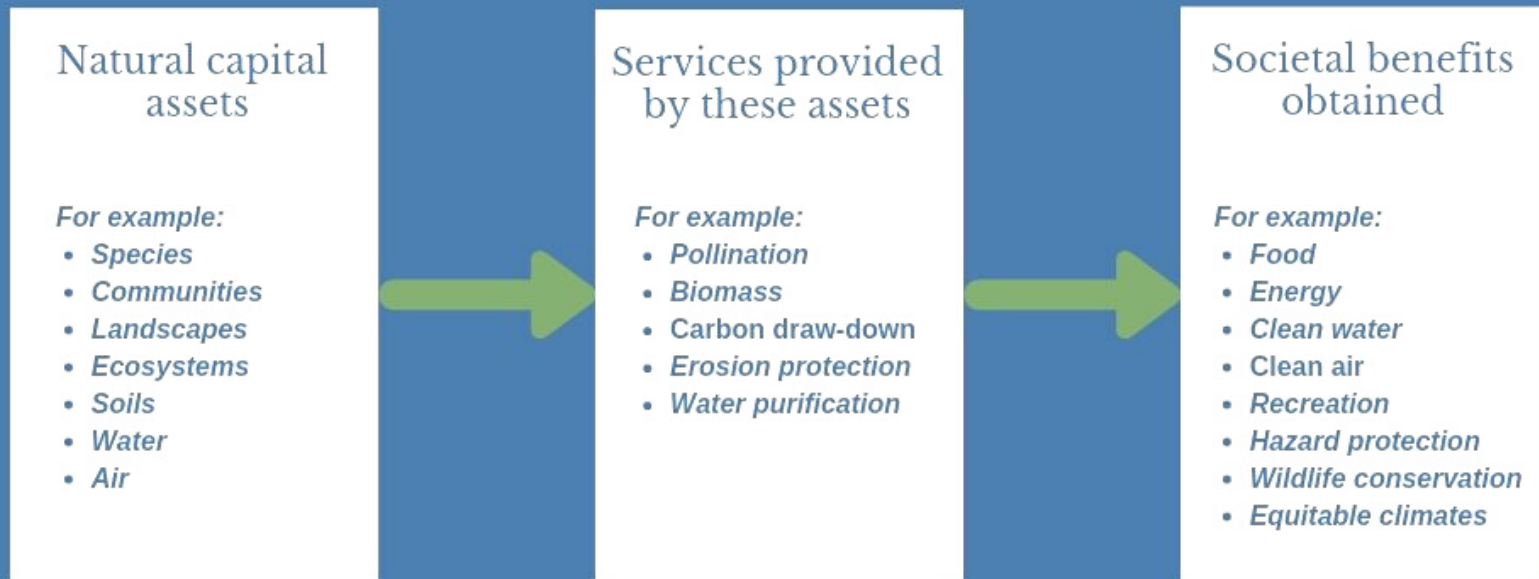 Natural capital
assets
For example:
• Species
• Communities
• Landscapes
• Ecosystems
• Soils
• Water
• Air
Services provided
by these assets
For example:
• Pollination
• Biomass
• Carbon draw-down
• Erosion protection
• Water purification
Societal benefits
obtained
For example:
• Food
• Energy
• Clean water
• Clean air
• Recreation
• Hazard protection
• Wildlife conservation
• Equitable climates